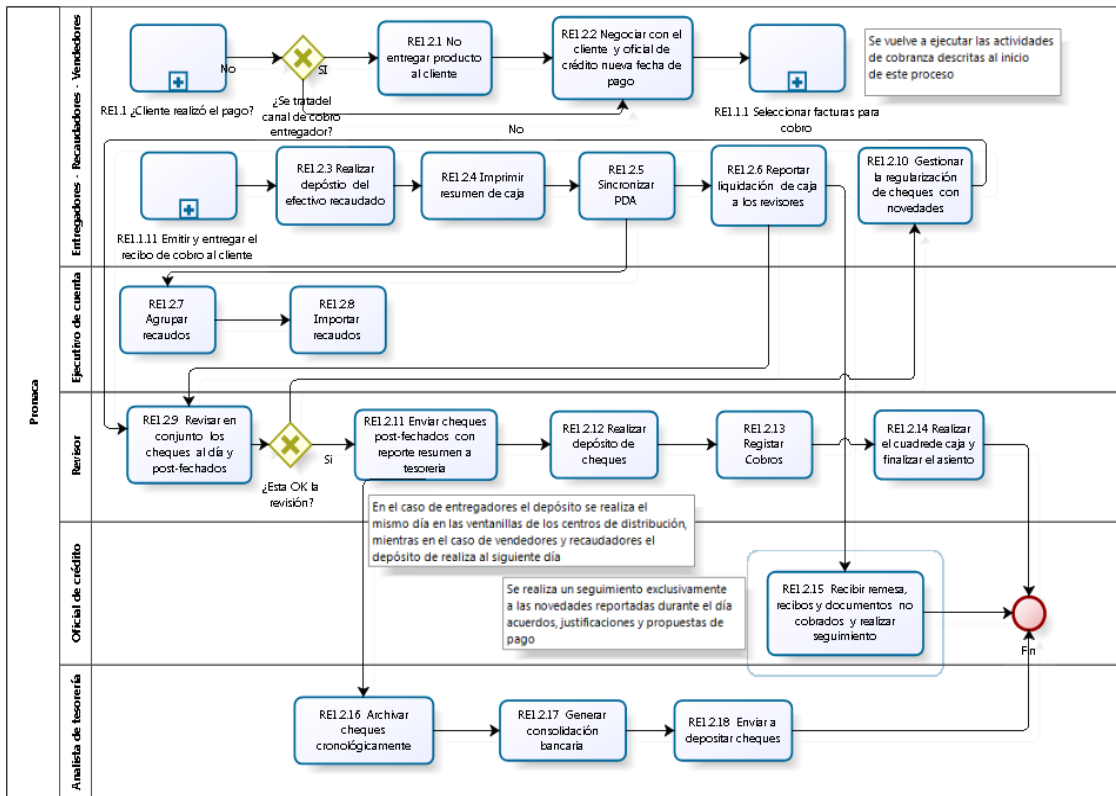 Pronaca
Entregadores - Recaudadores - Vendedores
No
RE1.1 ¿Cliente realizó el pago?
SI
¿Se tratadel
canal de cobro
entregador?
No
RE1.2.1 No
entregar producto
al cliente
RE1.2.2 Negociar con el
cliente y oficial de
crédito nueva fecha de
pago
RE1.1.1 Seleccionar facturas para
cobro
Se vuelve a ejecutar las actividades
de cobranza descritas al inicio
de este proceso
RE1.1.11 Emitir y entregar el
recibo de cobro al cliente
RE1.2.3 Realizar
depóstio del
efectivo recaudado
RE1.2.4 Imprimir
resumen de caja
RE1.2.5
Sincronizar
PDA
RE1.2.6 Reportar
liquidación de caja
a los revisores
RE1.2.10 Gestionar
la regularización
de cheques con
novedades
Ejecutivo de cuenta
RE1.2.7
Agrupar
recaudos
RE1.2.8
Importar
recaudos
Revisor
RE1.2.9 Revisar en
conjunto los
cheques al día y
post-fechados
¿Esta OK la
revisión?
Si
RE1.2.11 Enviar cheques
post-fechados con
reporte resumen a
tesorería
RE1.2.12 Realizar
depósito de
cheques
RE1.2.13
Registar
Cobros
RE1.2.14 Realizar
el cuadrede caja y
finalizar el asiento
En el caso de entregadores el depósito se realiza el
mismo día en las ventanillas de los centros de distribución,
mientras en el caso de vendedores y recaudadores el
depósito de realiza al siguiente día
Oficial de crédito
Se realiza un seguimiento exclusivamente
a las novedades reportadas durante el día
acuerdos, justificaciones y propuestas de
pago
RE1.2.15 Recibir remesa,
recibos y documentos no
cobrados y realizar
seguimiento
Fin
Analista de tesorería
RE1.2.16 Archivar
cheques
cronológicamente
RE1.2.17 Generar
consolidación
bancaria
RE1.2.18 Enviar a
depositar cheques